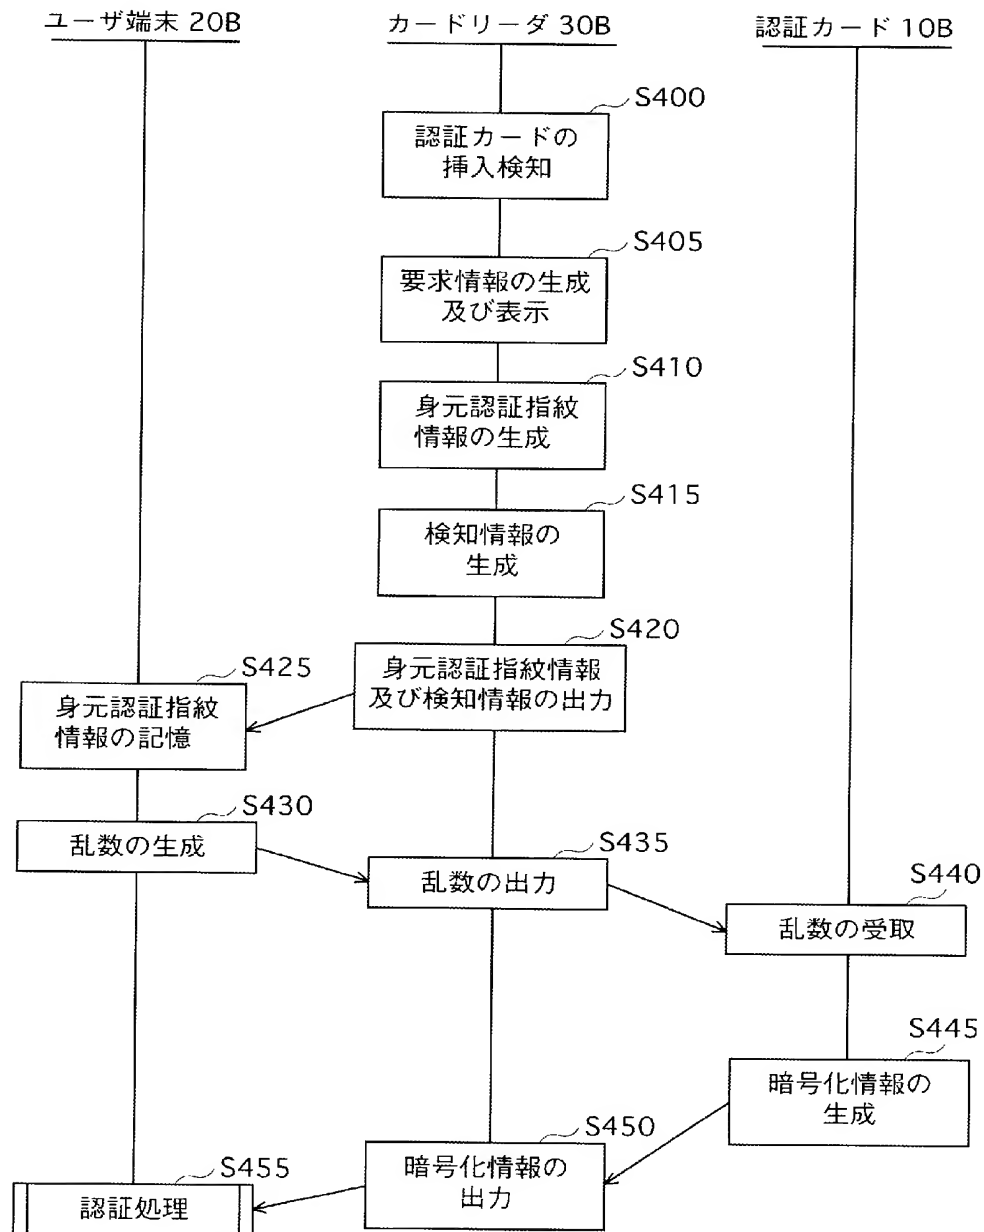 ユーザ端末 20B
カードリーダ 30B
認証カード 10B
S400
認証カードの
挿入検知
S405
要求情報の生成
及び表示
S410
身元認証指紋
情報の生成
S415
検知情報の
生成
S420
身元認証指紋情報
及び検知情報の出力
S425
身元認証指紋
情報の記憶
S430
乱数の生成
S435
乱数の出力
S440
乱数の受取
S445
暗号化情報の
生成
S450
暗号化情報の
出力
S455
認証処理